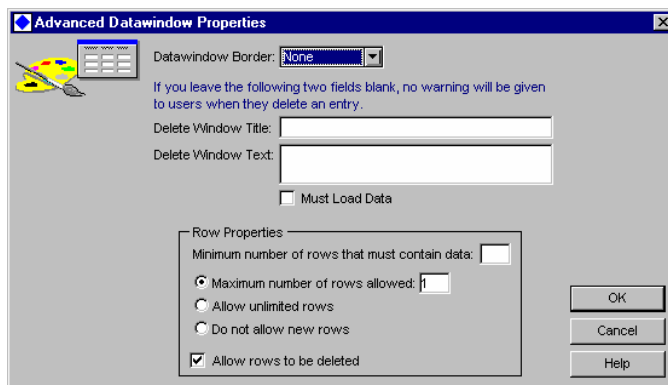 Advanced Datawindow Properties
Datawindow Border: None
If you leave the following two fields blank, no warning will be given
to users when they delete an entry.
Delete Window Title:
Delete Window Text:
Must Load Data
Row Properties
Minimum number of rows that must contain data:
Maximum number of rows allowed: 1
Allow unlimited rows
Do not allow new rows
Allow rows to be deleted
OK
Cancel
Help